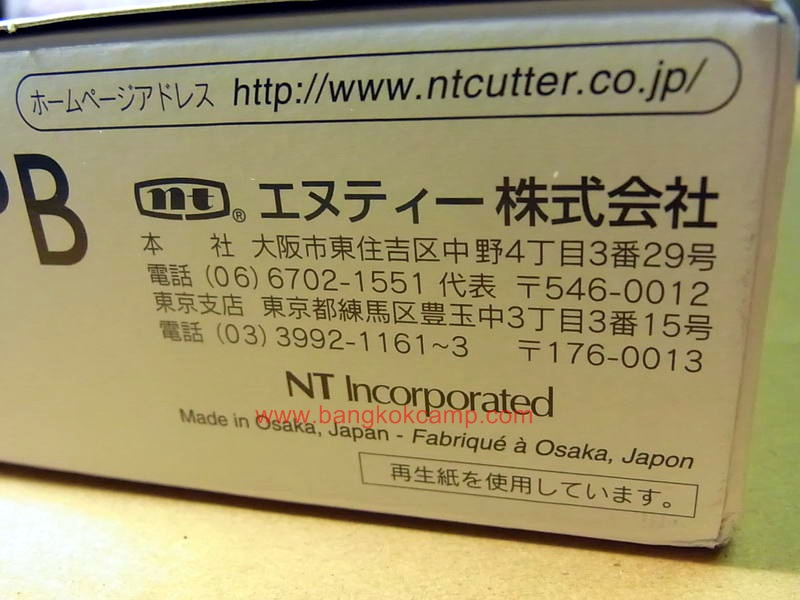 ホームページアドレス http://www.ntcutter.co.jp/
PB
nt® エヌティー株式会社
本 社 大阪市東住吉区中野4丁目3番29号
電話 (06) 6702-1551 代表 〒546-0012
東京支店 東京都練馬区豊玉中3丁目3番15号
電話 (03) 3992-1161~3 〒176-0013
NT Incorporated
www.bangkokcamp.com
Made in Osaka, Japan - Fabriqué à Osaka, Japon
再生紙を使用しています。